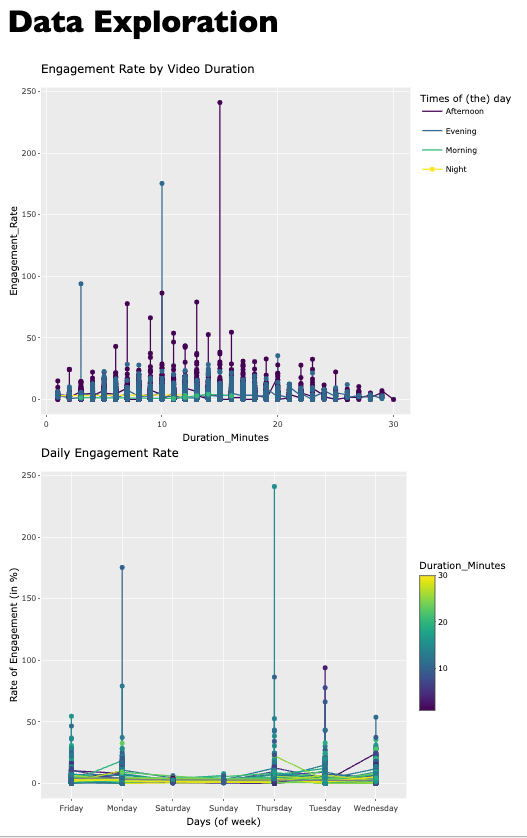 Data Exploration
Engagement Rate by Video Duration
250
200
150
100
50
0
Engagement_Rate
0 10 20 30
Duration_Minutes
Times of (the) day
Afternoon
Evening
Morning
Night
Daily Engagement Rate
250
200
150
100
50
0
Rate of Engagement (in %)
Friday Monday Saturday Sunday Thursday Tuesday Wednesday
Days (of week)
Duration_Minutes
30
20
10